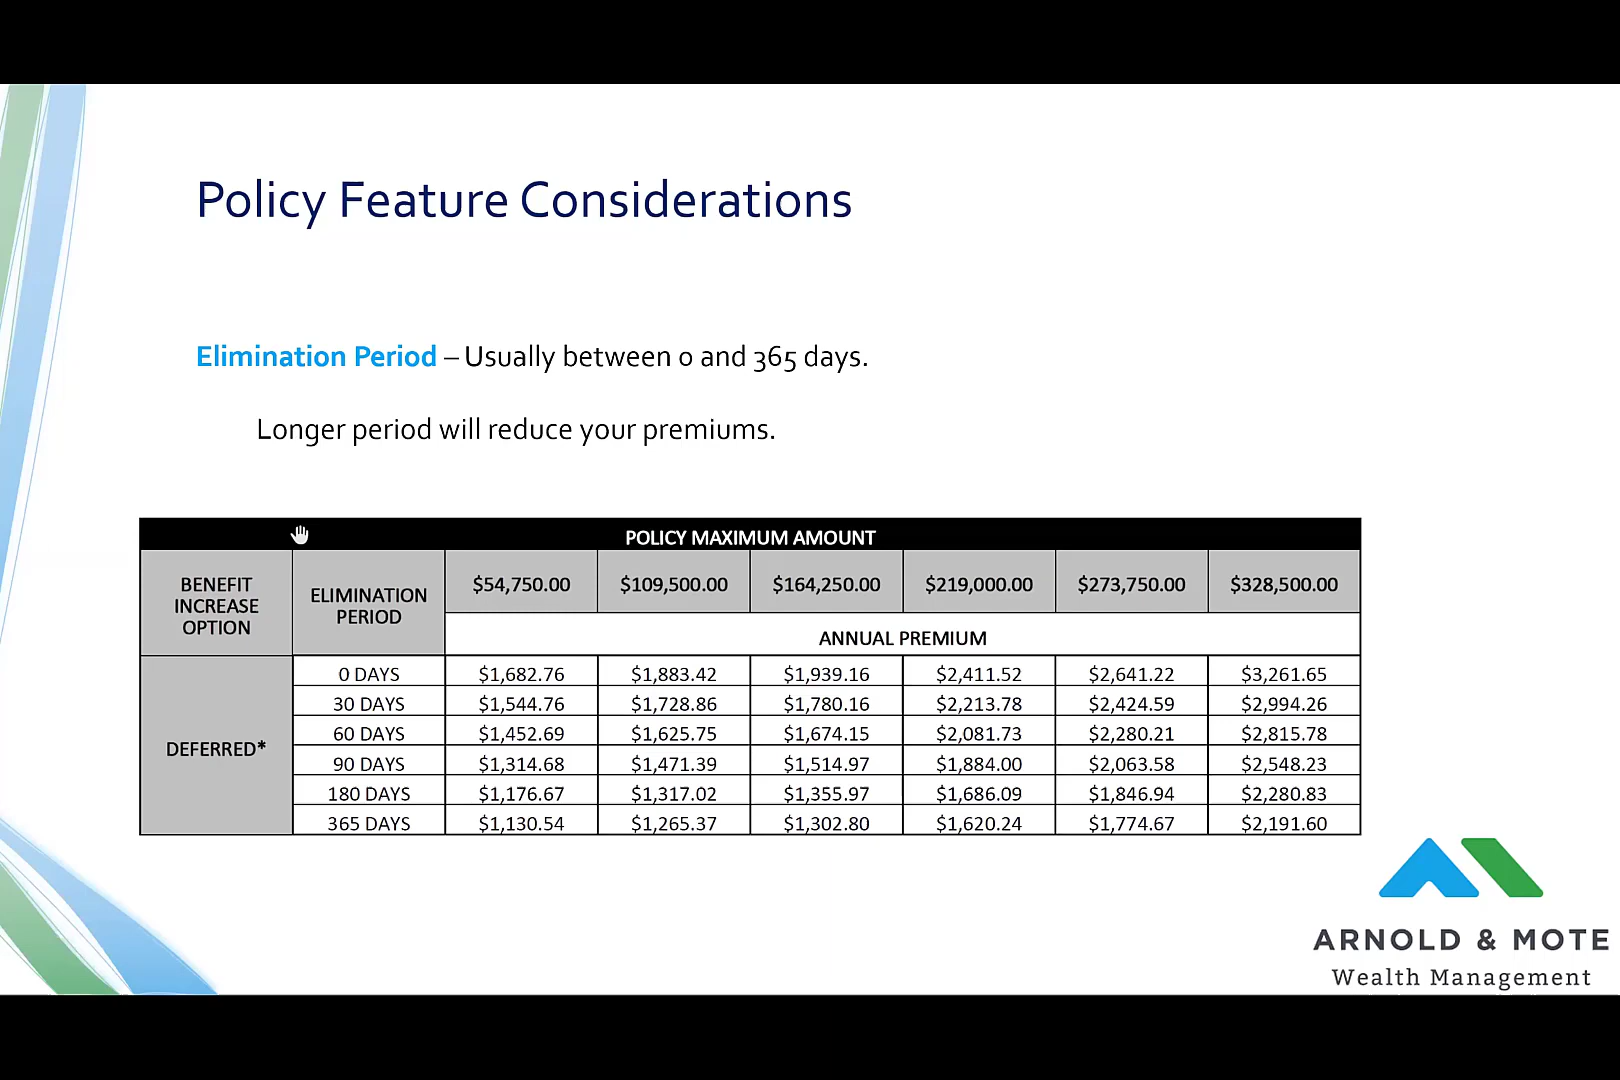 Policy Feature Considerations
Elimination Period – Usually between 0 and 365 days.
Longer period will reduce your premiums.
POLICY MAXIMUM AMOUNT
BENEFIT INCREASE OPTION ELIMINATION PERIOD $54,750.00 $109,500.00 $164,250.00 $219,000.00 $273,750.00 $328,500.00
ANNUAL PREMIUM
DEFERRED*
0 DAYS $1,682.76 $1,883.42 $1,939.16 $2,411.52 $2,641.22 $3,261.65
30 DAYS $1,544.76 $1,728.86 $1,780.16 $2,213.78 $2,424.59 $2,994.26
60 DAYS $1,452.69 $1,625.75 $1,674.15 $2,081.73 $2,280.21 $2,815.78
90 DAYS $1,314.68 $1,471.39 $1,514.97 $1,884.00 $2,063.58 $2,548.23
180 DAYS $1,176.67 $1,317.02 $1,355.97 $1,686.09 $1,846.94 $2,280.83
365 DAYS $1,130.54 $1,265.37 $1,302.80 $1,620.24 $1,774.67 $2,191.60
ARNOLD & MOTE
Wealth Management